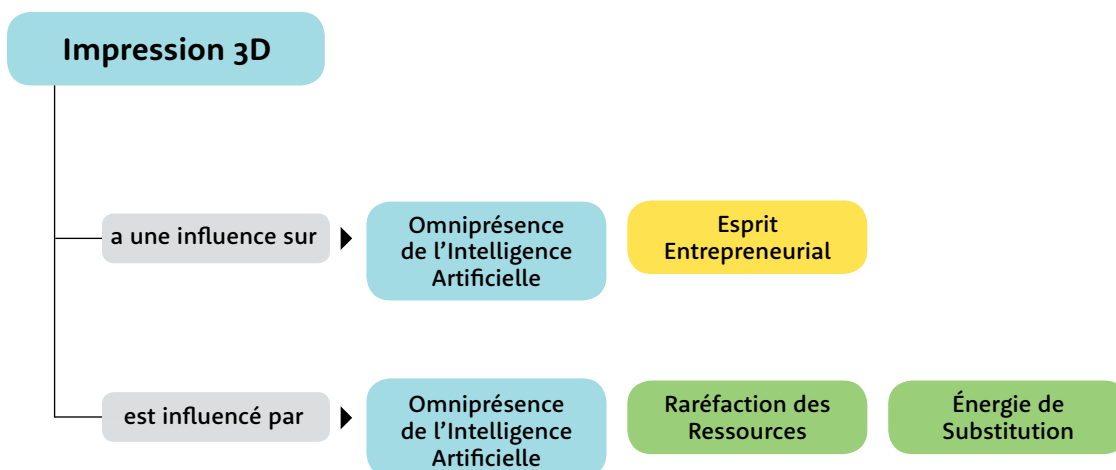 Impression 3D
a une influence sur
Omniprésence
de l'Intelligence
Artificielle
Esprit
Entrepreneurial
est influencé par
Omniprésence
de l'Intelligence
Artificielle
Raréfaction des
Ressources
Énergie de
Substitution